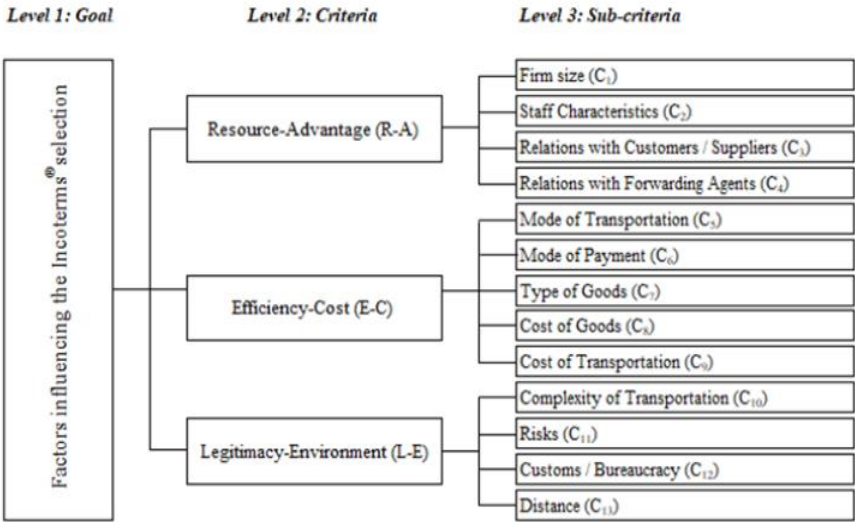 Level 1: Goal
Level 2: Criteria
Level 3: Sub-criteria
Factors influencing the Incoterms® selection
Resource-Advantage (R-A)
Firm size (C₁)
Staff Characteristics (C₂)
Relations with Customers / Suppliers (C₃)
Relations with Forwarding Agents (C₄)
Efficiency-Cost (E-C)
Mode of Transportation (C₅)
Mode of Payment (C₆)
Type of Goods (C₇)
Cost of Goods (C₈)
Cost of Transportation (C₉)
Legitimacy-Environment (L-E)
Complexity of Transportation (C₁₀)
Risks (C₁₁)
Customs / Bureaucracy (C₁₂)
Distance (C₁₃)